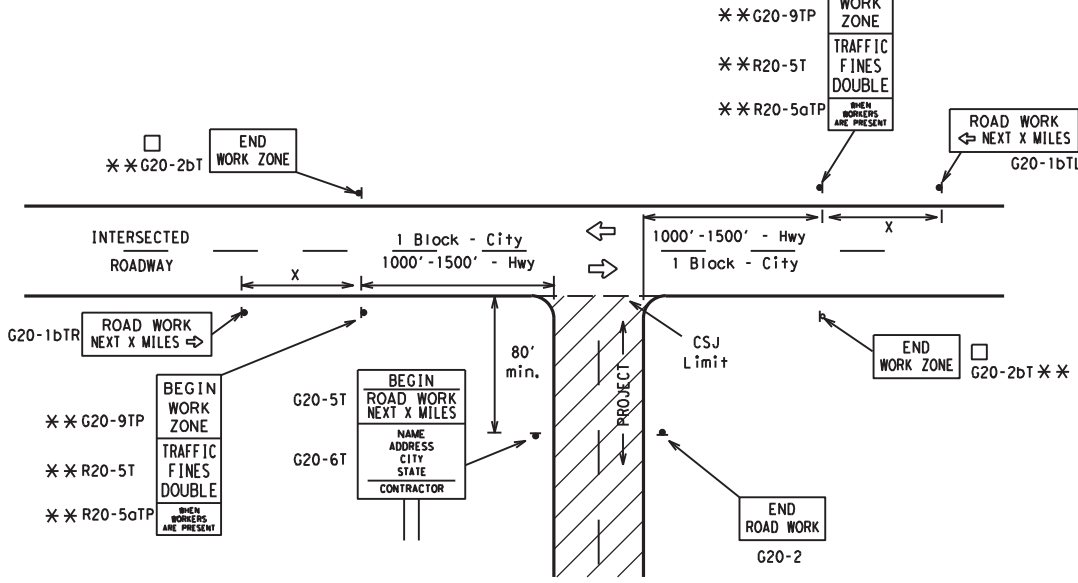 WORK
ZONE
✳✳G20-9TP
TRAFFIC
FINES
DOUBLE
✳✳R20-5T
WHEN
WORKERS
ARE PRESENT
✳✳R20-5aTP
ROAD WORK
⇦ NEXT X MILES
G20-1bTL
□
✳✳G20-2bT
END
WORK ZONE
INTERSECTED
ROADWAY
1 Block - City
1000'-1500' - Hwy
1000'-1500' - Hwy
1 Block - City
X
X
G20-1bTR
ROAD WORK
NEXT X MILES ⇨
80'
min.
CSJ
Limit
PROJECT
END
WORK ZONE
□
G20-2bT✳✳
BEGIN
WORK
ZONE
✳✳G20-9TP
TRAFFIC
FINES
DOUBLE
✳✳R20-5T
WHEN
WORKERS
ARE PRESENT
✳✳R20-5aTP
G20-5T
BEGIN
ROAD WORK
NEXT X MILES
G20-6T
NAME
ADDRESS
CITY
STATE
CONTRACTOR
END
ROAD WORK
G20-2